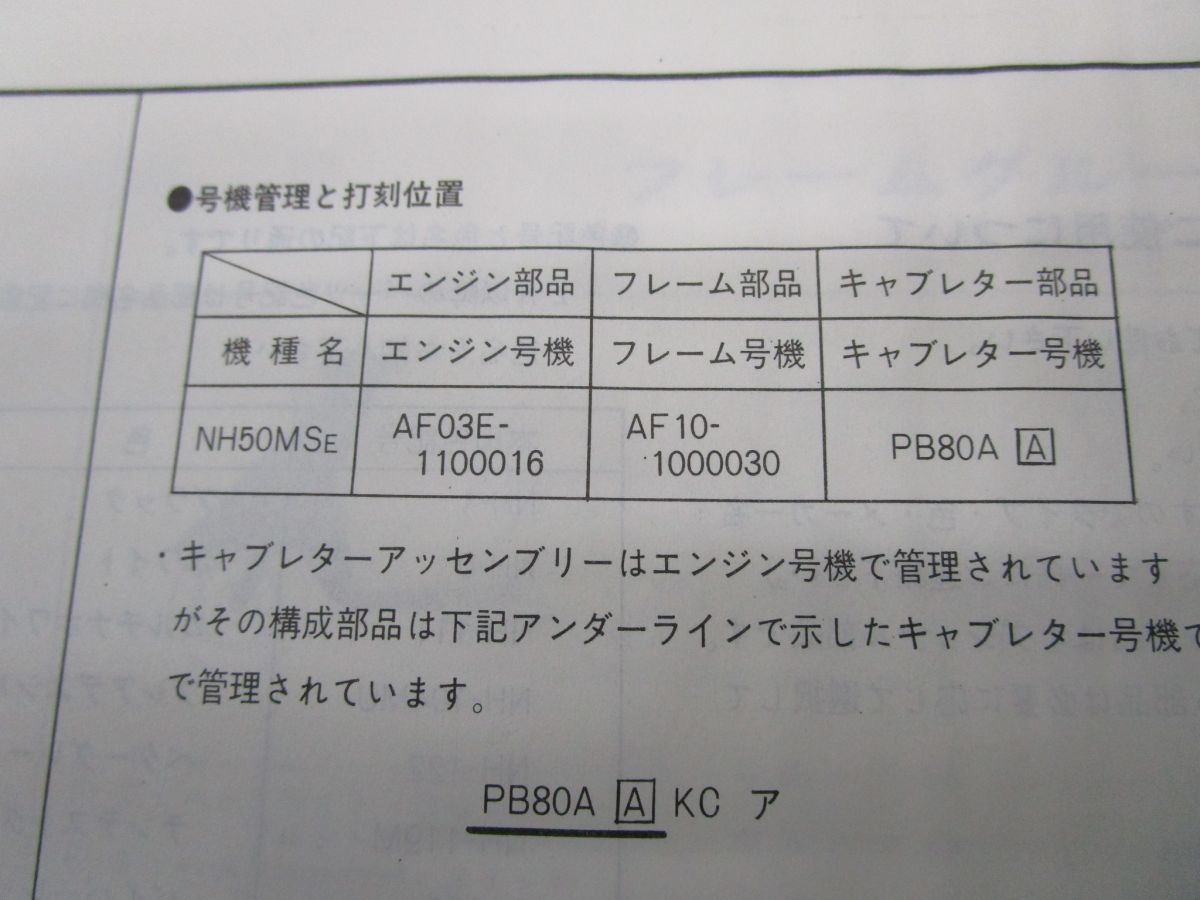 ●号機管理と打刻位置
エンジン部品 フレーム部品 キャブレター部品
機種名 エンジン号機 フレーム号機 キャブレター号機
NH50MSE AF03E-1100016 AF10-1000030 PB80A A
・キャブレターアッセンブリーはエンジン号機で管理されています
がその構成部品は下記アンダーラインで示したキャブレター号機で
で管理されています。
PB80A A KC ア